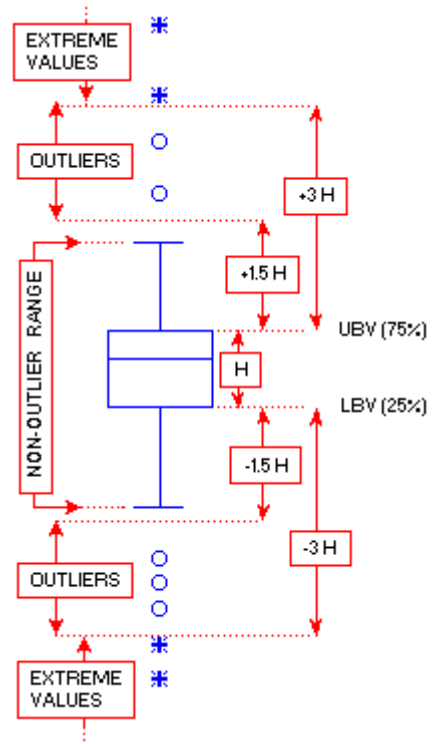 EXTREME
VALUES
OUTLIERS
+3 H
+1.5 H
NON-OUTLIER RANGE
UBV (75%)
H
LBV (25%)
-1.5 H
-3 H
OUTLIERS
EXTREME
VALUES